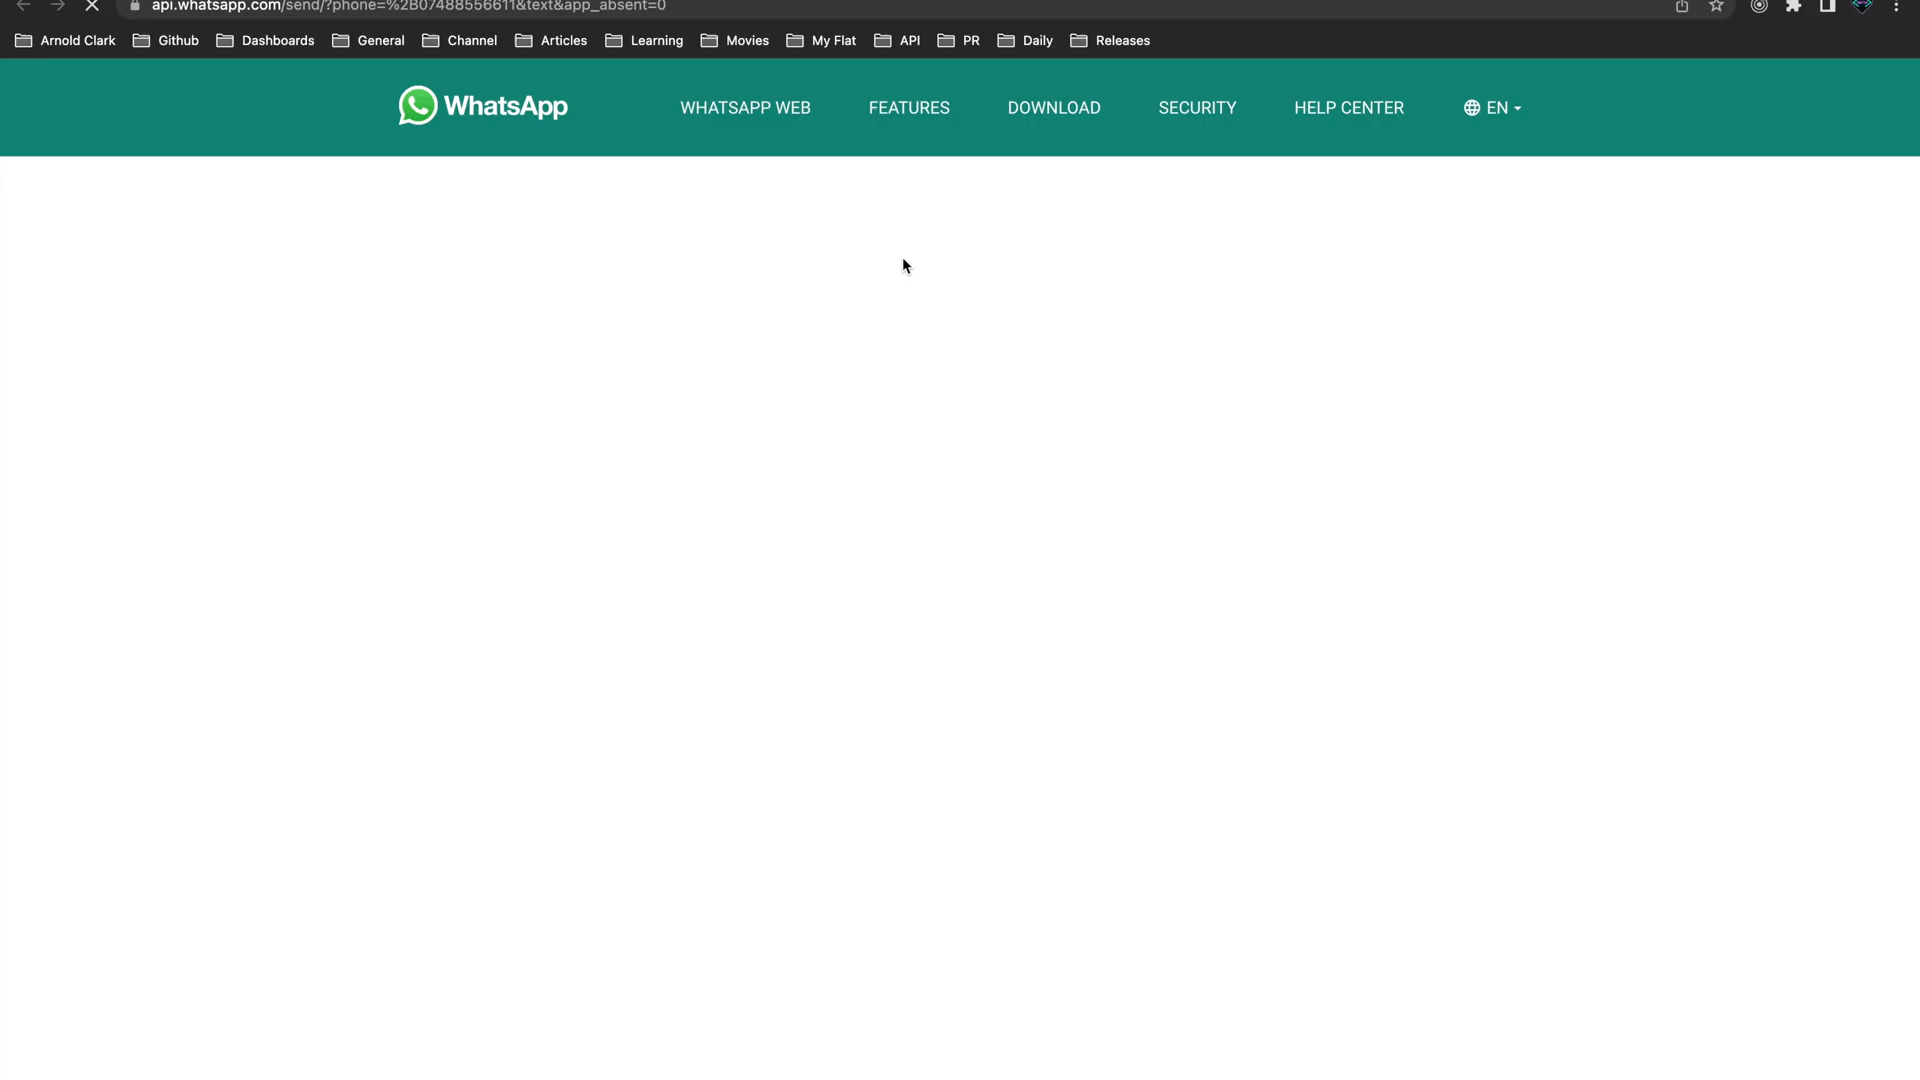 api.whatsapp.com/send/?phone=%2B07488556611&text&app_absent=0
Arnold Clark Github Dashboards General Channel Articles Learning Movies My Flat API PR Daily Releases
WhatsApp WHATSAPP WEB FEATURES DOWNLOAD SECURITY HELP CENTER EN